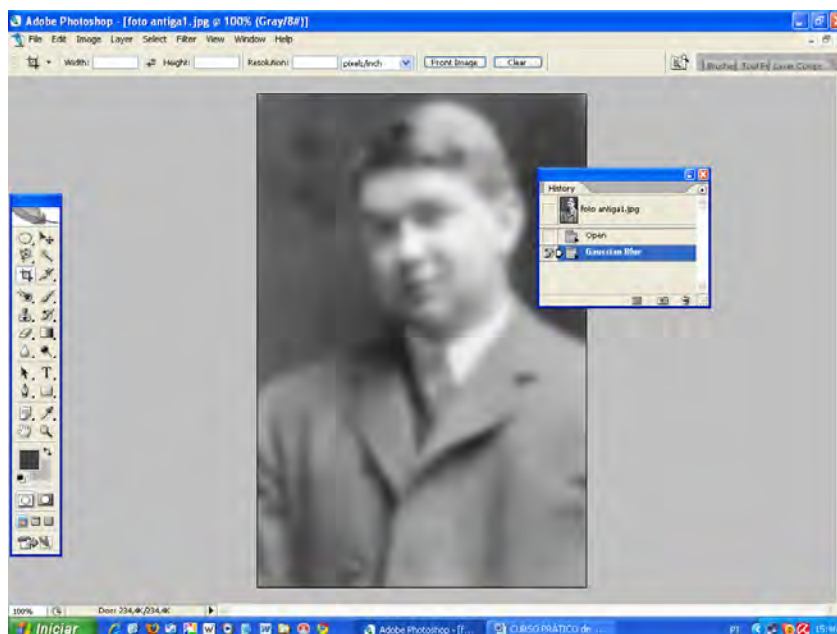 Adobe Photoshop - [foto antiga1.jpg @ 100% (Gray/8#)]
File Edit Image Layer Select Filter View Window Help
Width: Height: Resolution: pixels/inch Front Image Clear Brushes
History
foto antiga1.jpg
Open
Gaussian Blur
T
100% Doc: 234,4K/234,4K
Iniciar Adobe Photoshop - [f... CURSO PRÁTICO de ... PT